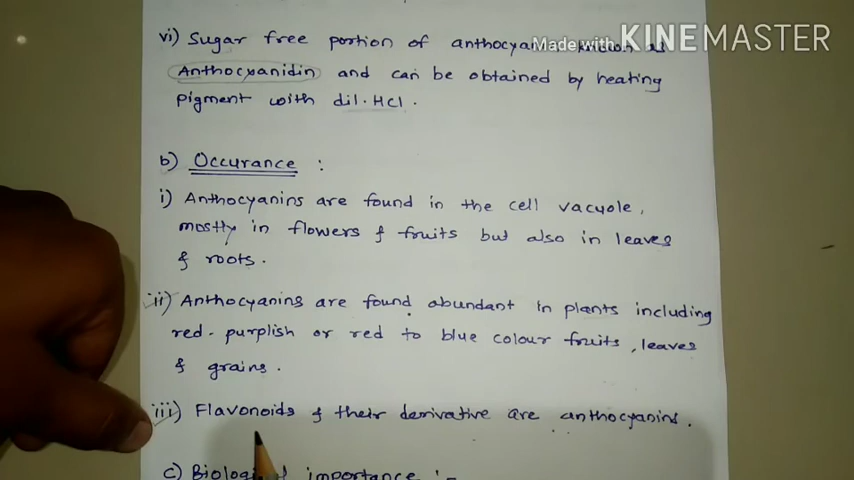 vi) Sugar free portion of anthocyan
Made with KINEMASTER
Anthocyanidin and can be obtained by heating
pigment with dil. HCl.
b) Occurance :
i) Anthocyanins are found in the cell vacuole,
mostly in flowers & fruits but also in leaves
& roots.
ii) Anthocyanins are found abundant in plants including
red-purplish or red to blue colour fruits, leaves
& grains.
iii) Flavonoids & their derivative are anthocyanins.
c) Biological importance :-